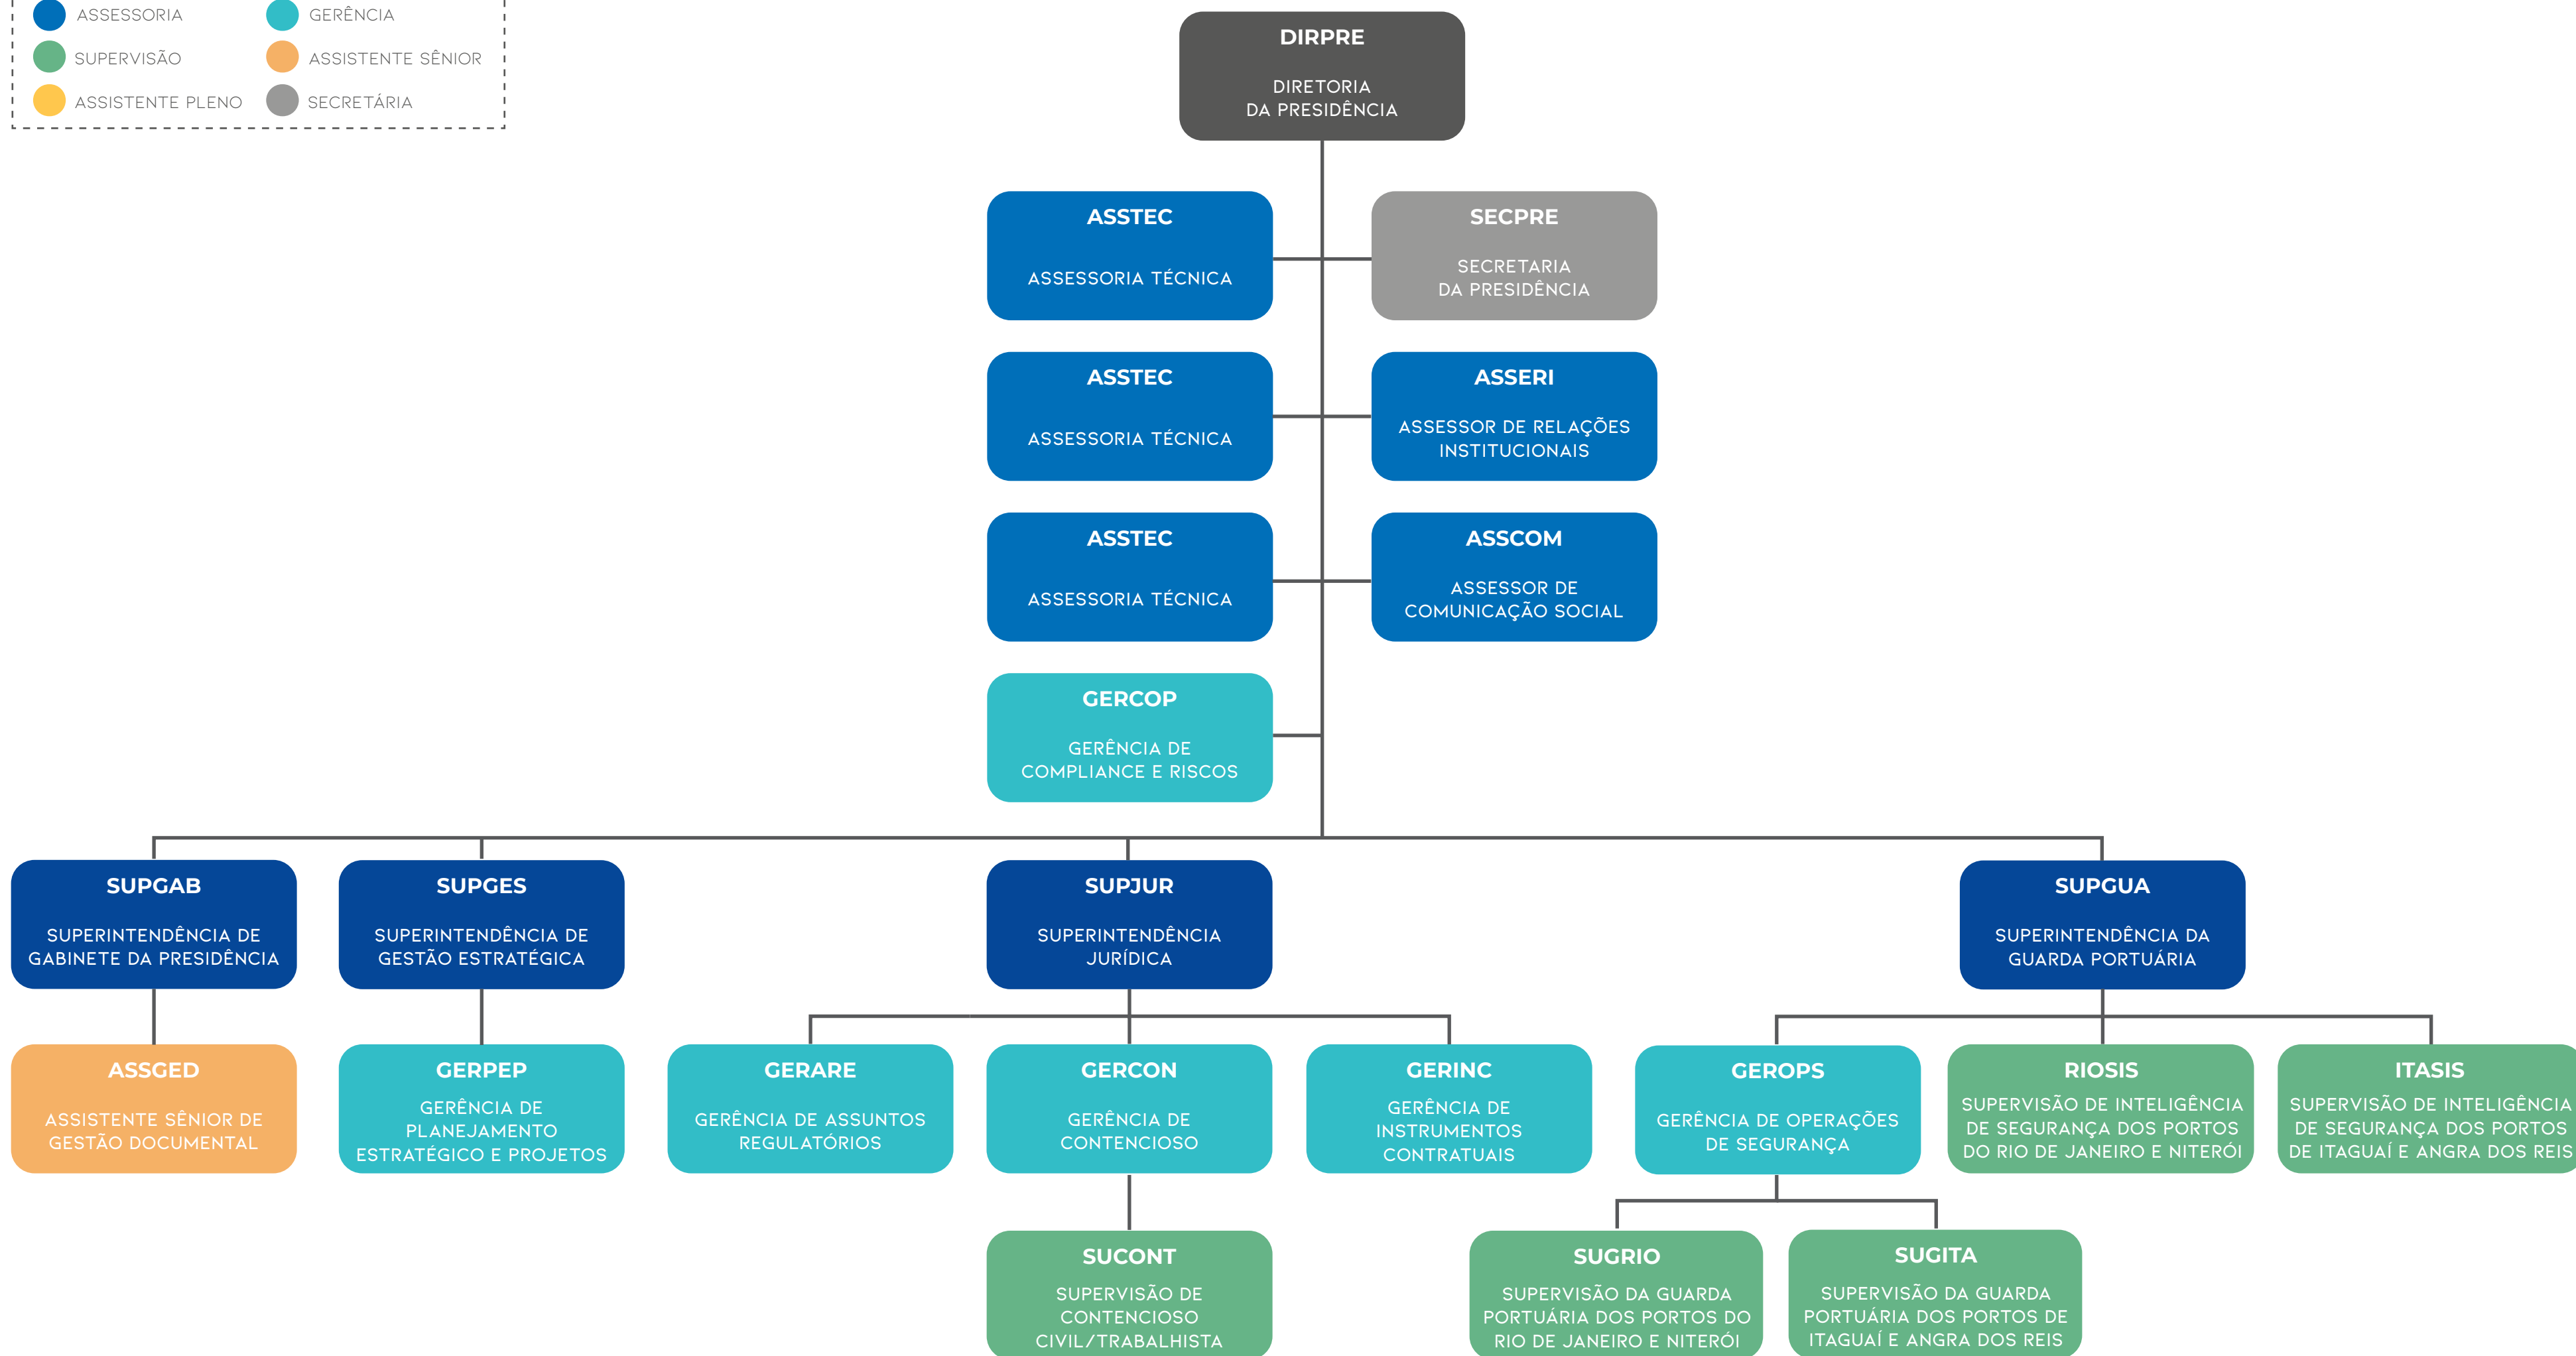 ASSESSORIA
GERÊNCIA
SUPERVISÃO
ASSISTENTE SÊNIOR
ASSISTENTE PLENO
SECRETÁRIA
DIRPRE
DIRETORIA
DA PRESIDÊNCIA
ASSTEC
ASSESSORIA TÉCNICA
SECPRE
SECRETARIA
DA PRESIDÊNCIA
ASSTEC
ASSESSORIA TÉCNICA
ASSERI
ASSESSOR DE RELAÇÕES
INSTITUCIONAIS
ASSTEC
ASSESSORIA TÉCNICA
ASSCOM
ASSESSOR DE
COMUNICAÇÃO SOCIAL
GERCOP
GERÊNCIA DE
COMPLIANCE E RISCOS
SUPGAB
SUPERINTENDÊNCIA DE
GABINETE DA PRESIDÊNCIA
SUPGES
SUPERINTENDÊNCIA DE
GESTÃO ESTRATÉGICA
SUPJUR
SUPERINTENDÊNCIA
JURÍDICA
SUPGUA
SUPERINTENDÊNCIA DA
GUARDA PORTUÁRIA
ASSGED
ASSISTENTE SÊNIOR DE
GESTÃO DOCUMENTAL
GERPEP
GERÊNCIA DE
PLANEJAMENTO
ESTRATÉGICO E PROJETOS
GERARE
GERÊNCIA DE ASSUNTOS
REGULATÓRIOS
GERCON
GERÊNCIA DE
CONTENCIOSO
GERINC
GERÊNCIA DE
INSTRUMENTOS
CONTRATUAIS
GEROPS
GERÊNCIA DE OPERAÇÕES
DE SEGURANÇA
RIOSIS
SUPERVISÃO DE INTELIGÊNCIA
DE SEGURANÇA DOS PORTOS
DO RIO DE JANEIRO E NITERÓI
ITASIS
SUPERVISÃO DE INTELIGÊNCIA
DE SEGURANÇA DOS PORTOS
DE ITAGUAÍ E ANGRA DOS REIS
SUCONT
SUPERVISÃO DE
CONTENCIOSO
CIVIL/TRABALHISTA
SUGRIO
SUPERVISÃO DA GUARDA
PORTUÁRIA DOS PORTOS DO
RIO DE JANEIRO E NITERÓI
SUGITA
SUPERVISÃO DA GUARDA
PORTUÁRIA DOS PORTOS DE
ITAGUAÍ E ANGRA DOS REIS